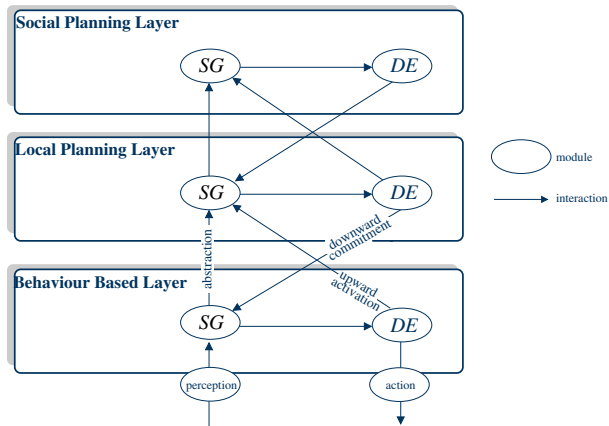 Social Planning Layer
SG
DE
Local Planning Layer
SG
DE
module
interaction
abstraction
downward
commitment
upward
activation
Behaviour Based Layer
SG
DE
perception
action